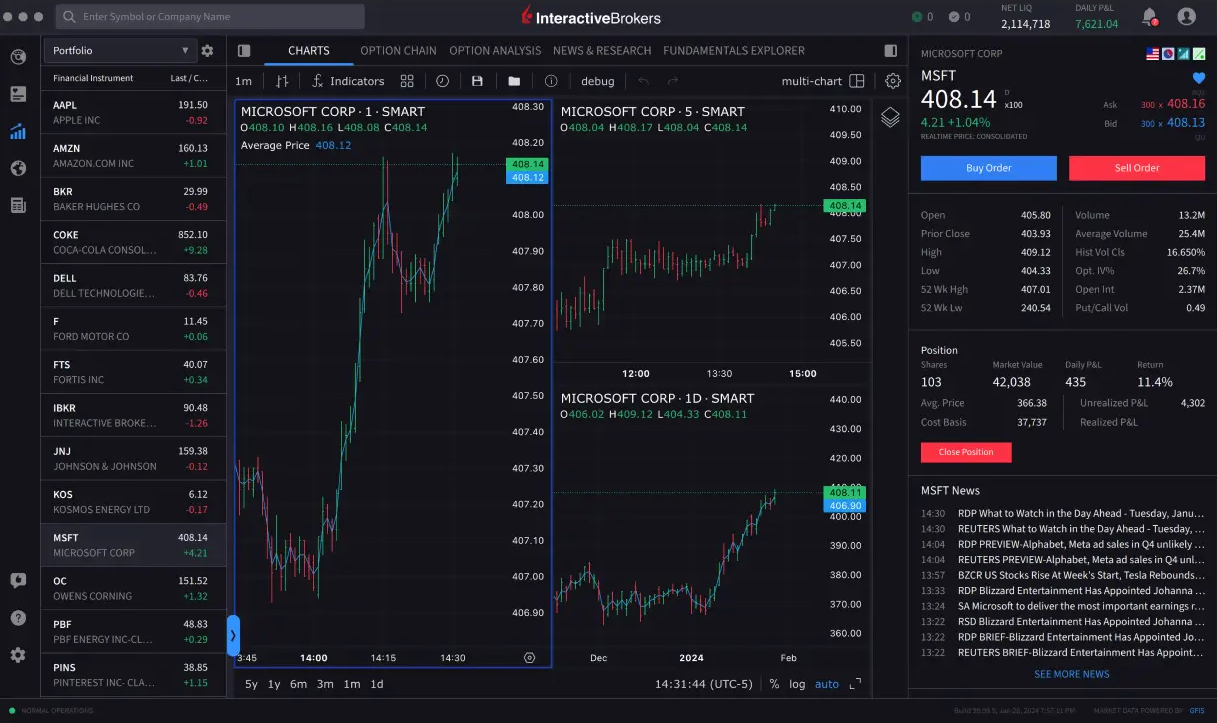 Enter Symbol or Company Name
InteractiveBrokers
0
0
NET LIQ
2,114,718
DAILY P&L
7,621.04
Portfolio
Financial Instrument Last / C...
AAPL 191.50
APPLE INC -0.92
AMZN 160.13
AMAZON.COM INC +1.01
BKR 29.99
BAKER HUGHES CO -0.49
COKE 852.10
COCA-COLA CONSOL... +9.28
DELL 83.76
DELL TECHNOLOGIE... -0.46
F 11.45
FORD MOTOR CO +0.06
FTS 40.07
FORTIS INC +0.34
IBKR 90.48
INTERACTIVE BROKE... -1.26
JNJ 159.38
JOHNSON & JOHNSON -0.12
KOS 6.12
KOSMOS ENERGY LTD -0.17
MSFT 408.14
MICROSOFT CORP +4.21
OC 151.52
OWENS CORNING +1.32
PBF 48.83
PBF ENERGY INC-CL... +0.29
PINS 38.85
PINTEREST INC- CLA... +1.15
CHARTS OPTION CHAIN OPTION ANALYSIS NEWS & RESEARCH FUNDAMENTALS EXPLORER
1m Indicators debug multi-chart
MICROSOFT CORP · 1 · SMART
O408.10 H408.16 L408.08 C408.14
Average Price 408.12
408.30
408.20
408.14
408.12
408.00
407.90
407.80
407.70
407.60
407.50
407.40
407.30
407.20
407.10
407.00
406.90
3:45 14:00 14:15 14:30
MICROSOFT CORP · 5 · SMART
O408.04 H408.17 L408.04 C408.14
410.00
409.50
409.00
408.50
408.14
408.00
407.50
407.00
406.50
406.00
405.50
12:00 13:30 15:00
MICROSOFT CORP · 1D · SMART
O406.02 H409.12 L404.33 C408.11
440.00
430.00
420.00
410.00
408.11
406.90
400.00
390.00
380.00
370.00
360.00
Dec 2024 Feb
5y 1y 6m 3m 1m 1d
14:31:44 (UTC-5) % log auto
MICROSOFT CORP
MSFT
408.14 D x100
4.21 +1.04%
REALTIME PRICE: CONSOLIDATED
Ask 300 x 408.16
Bid 300 x 408.13
Buy Order
Sell Order
Open 405.80
Prior Close 403.93
High 409.12
Low 404.33
52 Wk Hgh 407.01
52 Wk Lw 240.54
Volume 13.2M
Average Volume 25.4M
Hist Vol Cls 16.650%
Opt. IV% 26.7%
Open Int 2.37M
Put/Call Vol 0.49
Position
Shares Market Value Daily P&L Return
103 42,038 435 11.4%
Avg. Price 366.38 Unrealized P&L 4,302
Cost Basis 37,737 Realized P&L
Close Position
MSFT News
14:30 RDP What to Watch in the Day Ahead - Tuesday, Janu...
14:30 REUTERS What to Watch in the Day Ahead - Tuesday, ...
14:04 RDP PREVIEW-Alphabet, Meta ad sales in Q4 unlikely ...
14:04 REUTERS PREVIEW-Alphabet, Meta ad sales in Q4 unl...
13:57 BZCR US Stocks Rise At Week's Start, Tesla Rebounds...
13:33 RDP Blizzard Entertainment Has Appointed Johanna ...
13:24 SA Microsoft to deliver the most important earnings r...
13:22 RSD Blizzard Entertainment Has Appointed Johanna ...
13:22 RDP BRIEF-Blizzard Entertainment Has Appointed Jo...
13:22 REUTERS BRIEF-Blizzard Entertainment Has Appoint...
SEE MORE NEWS
NORMAL OPERATIONS
MARKET DATA POWERED BY GFIS